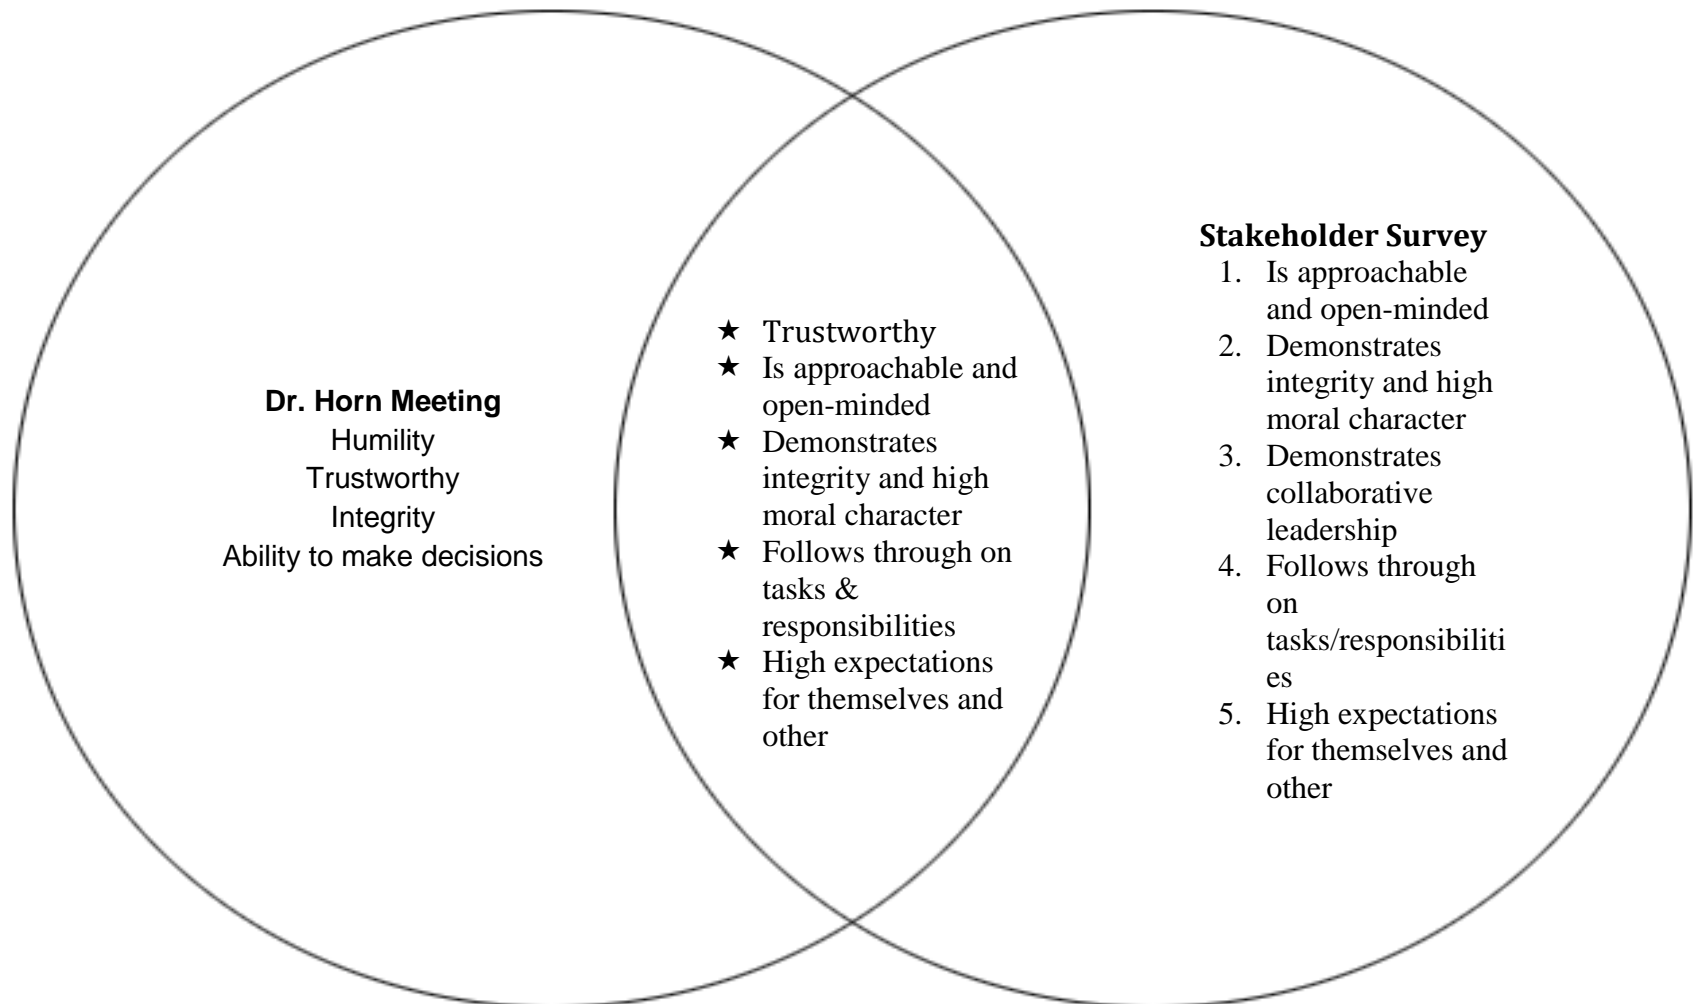 Dr. Horn Meeting
Humility
Trustworthy
Integrity
Ability to make decisions
★ Trustworthy
★ Is approachable and
open-minded
★ Demonstrates
integrity and high
moral character
★ Follows through on
tasks &
responsibilities
★ High expectations
for themselves and
other
Stakeholder Survey
1. Is approachable
and open-minded
2. Demonstrates
integrity and high
moral character
3. Demonstrates
collaborative
leadership
4. Follows through
on
tasks/responsibiliti
es
5. High expectations
for themselves and
other